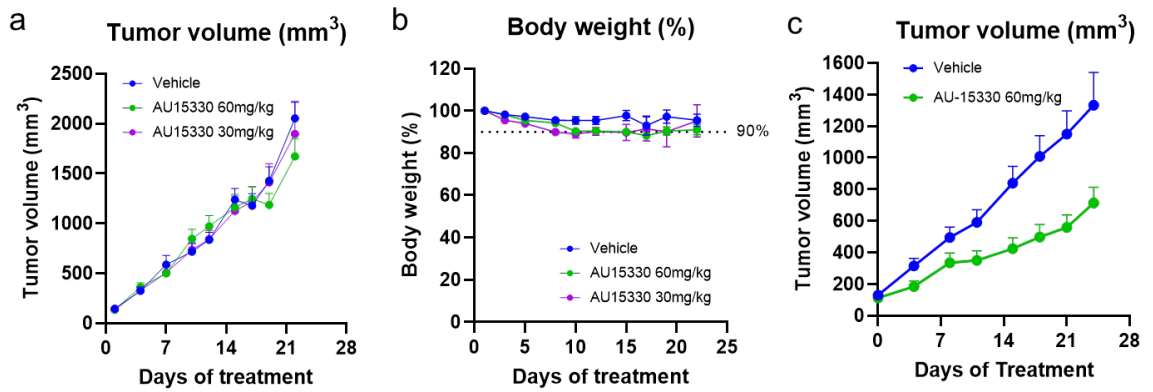 a
Tumor volume (mm³)
Vehicle
AU15330 60mg/kg
AU15330 30mg/kg
Tumor volume (mm³)
2500
2000
1500
1000
500
0
0 7 14 21 28
Days of treatment
b
Body weight (%)
Body weight (%)
120
100
80
60
40
20
0
90%
Vehicle
AU15330 60mg/kg
AU15330 30mg/kg
0 5 10 15 20 25
Days of treatment
c
Tumor volume (mm³)
Vehicle
AU-15330 60mg/kg
Tumor volume (mm³)
1600
1400
1200
1000
800
600
400
200
0
0 7 14 21 28
Days of Treatment